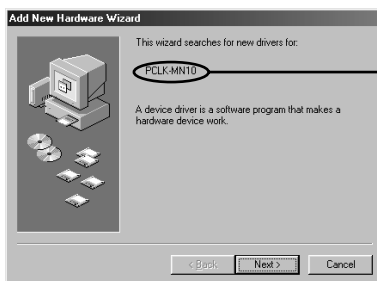 Add New Hardware Wizard
This wizard searches for new drivers for:
PCLK-MN10
A device driver is a software program that makes a
hardware device work.
< Back
Next >
Cancel